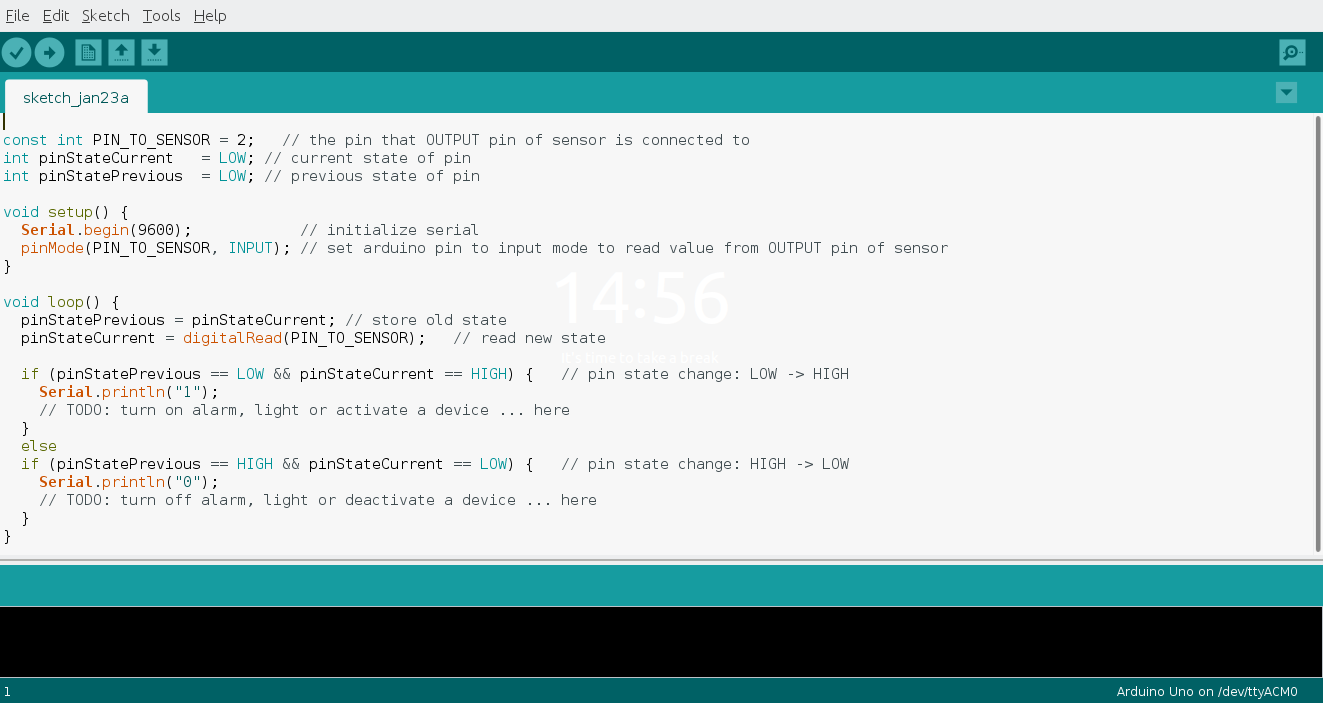 File Edit Sketch Tools Help
sketch_jan23a
const int PIN_TO_SENSOR = 2;   // the pin that OUTPUT pin of sensor is connected to
int pinStateCurrent   = LOW; // current state of pin
int pinStatePrevious  = LOW; // previous state of pin
void setup() {
  Serial.begin(9600);            // initialize serial
  pinMode(PIN_TO_SENSOR, INPUT); // set arduino pin to input mode to read value from OUTPUT pin of sensor
}
14:56
void loop() {
  pinStatePrevious = pinStateCurrent; // store old state
  pinStateCurrent = digitalRead(PIN_TO_SENSOR);   // read new state
It's time to take a break
  if (pinStatePrevious == LOW && pinStateCurrent == HIGH) {   // pin state change: LOW -> HIGH
    Serial.println("1");
    // TODO: turn on alarm, light or activate a device ... here
  }
  else
  if (pinStatePrevious == HIGH && pinStateCurrent == LOW) {   // pin state change: HIGH -> LOW
    Serial.println("0");
    // TODO: turn off alarm, light or deactivate a device ... here
  }
}
1 Arduino Uno on /dev/ttyACM0